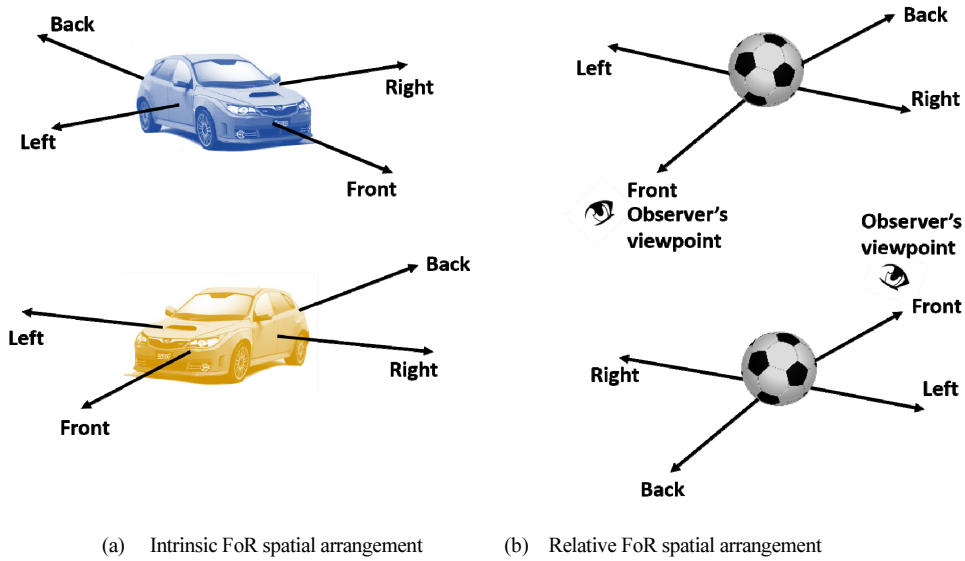 Back
Right
Left
Front
Back
Left
Right
Front
Back
Left
Right
Front
Observer's
viewpoint
Observer's
viewpoint
Front
Right
Left
Back
(a) Intrinsic FoR spatial arrangement
(b) Relative FoR spatial arrangement